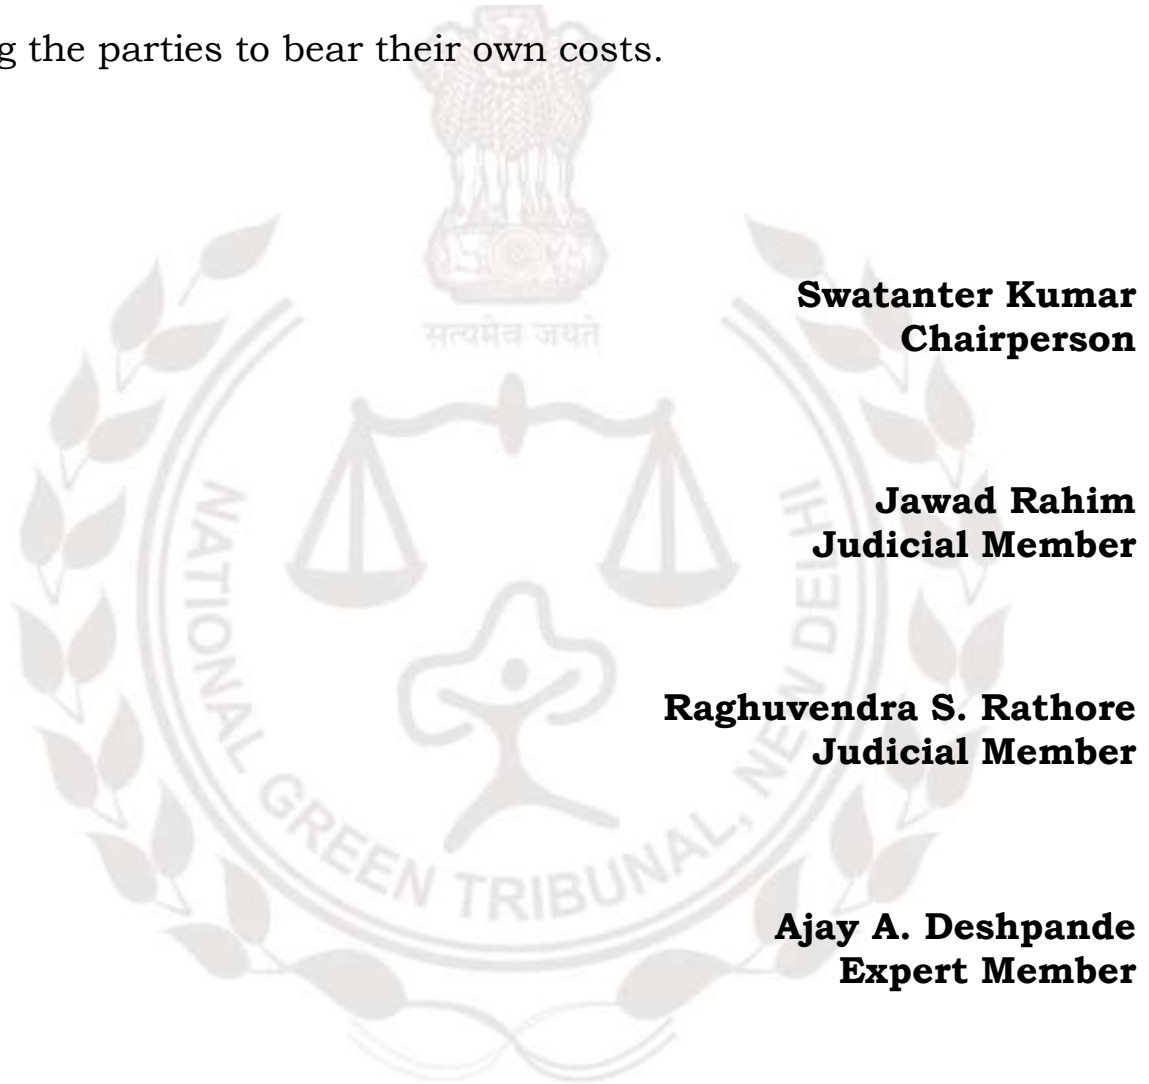 g the parties to bear their own costs.
सत्यमेव जयते
Swatanter Kumar
Chairperson
Jawad Rahim
Judicial Member
Raghuvendra S. Rathore
Judicial Member
Ajay A. Deshpande
Expert Member
NATIONAL GREEN TRIBUNAL, NEW DELHI